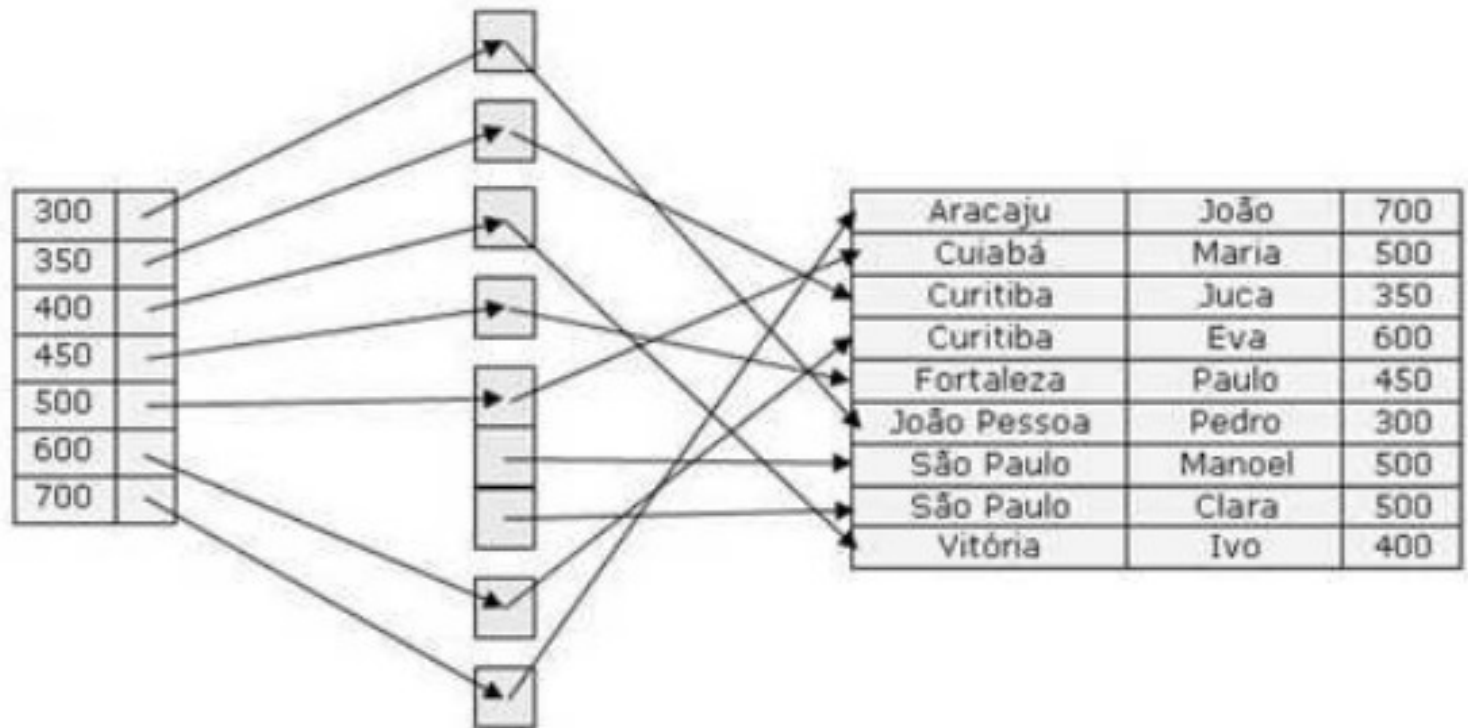 300
350
400
450
500
600
700
Aracaju João 700
Cuiabá Maria 500
Curitiba Juca 350
Curitiba Eva 600
Fortaleza Paulo 450
João Pessoa Pedro 300
São Paulo Manoel 500
São Paulo Clara 500
Vitória Ivo 400